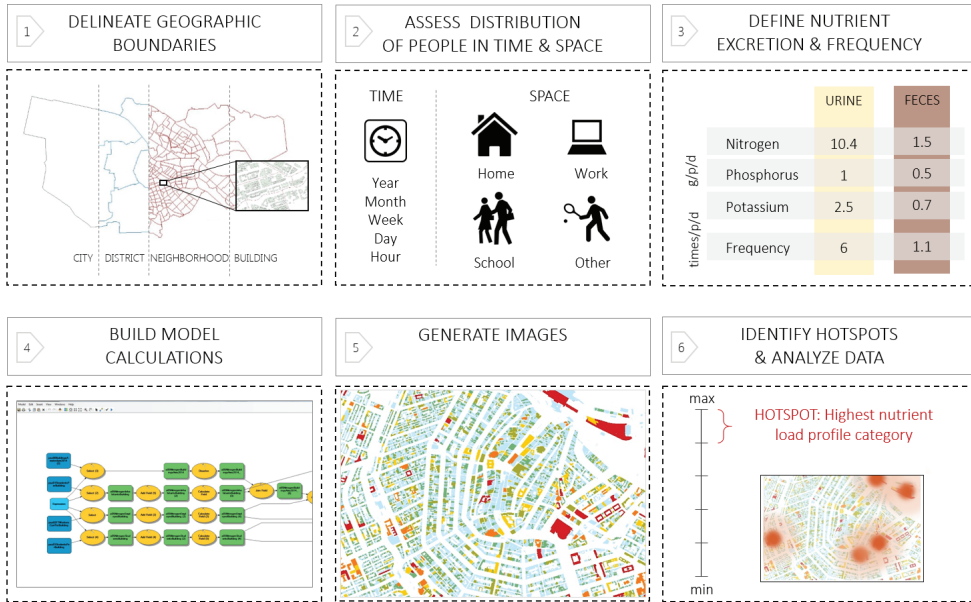 1
DELINEATE GEOGRAPHIC
BOUNDARIES
CITY
DISTRICT
NEIGHBORHOOD
BUILDING
2
ASSESS DISTRIBUTION
OF PEOPLE IN TIME & SPACE
TIME
Year
Month
Week
Day
Hour
SPACE
Home
Work
School
Other
3
DEFINE NUTRIENT
EXCRETION & FREQUENCY
URINE
FECES
g/p/d
Nitrogen 10.4 1.5
Phosphorus 1 0.5
Potassium 2.5 0.7
times/p/d
Frequency 6 1.1
4
BUILD MODEL
CALCULATIONS
5
GENERATE IMAGES
6
IDENTIFY HOTSPOTS
& ANALYZE DATA
max
HOTSPOT: Highest nutrient
load profile category
min